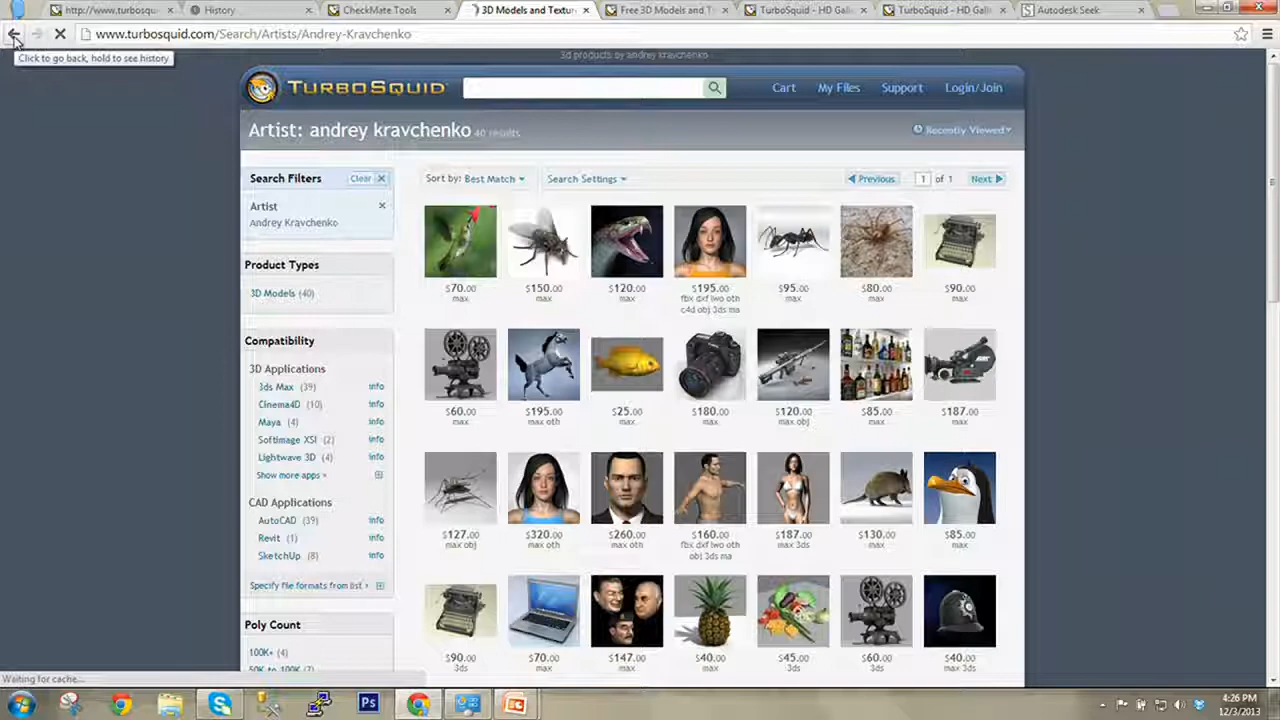 http://www.turbosqu
History
CheckMate Tools
3D Models and Textur
Free 3D Models and T
TurboSquid - HD Gall
TurboSquid - HD Gall
Autodesk Seek
www.turbosquid.com/Search/Artists/Andrey-Kravchenko
Click to go back, hold to see history
3d products by andrey kravchenko
TURBOSQUID
Cart
My Files
Support
Login/Join
Artist: andrey kravchenko 40 results
Recently Viewed
Search Filters
Clear
Sort by: Best Match
Search Settings
Previous
1 of 1
Next
Artist
Andrey Kravchenko
Product Types
3D Models (40)
Compatibility
3D Applications
3ds Max (39) info
Cinema4D (10) info
Maya (4) info
Softimage XSI (2) info
Lightwave 3D (4) info
Show more apps »
CAD Applications
AutoCAD (39) info
Revit (1) info
SketchUp (8) info
Specify file formats from list »
Poly Count
100K+ (4)
50K to 100K (7)
$70.00 $150.00 $120.00 $195.00 $95.00 $80.00 $90.00
max max max fbx dxf lwo oth max max max
c4d obj 3ds ma
$60.00 $195.00 $25.00 $180.00 $120.00 $85.00 $187.00
max max oth max max max obj max max
$127.00 $320.00 $260.00 $160.00 $187.00 $130.00 $85.00
max obj max oth max oth fbx dxf lwo oth max 3ds max max
obj 3ds ma
$90.00 $70.00 $147.00 $40.00 $45.00 $60.00 $40.00
3ds max max max 3ds 3ds max 3ds
Waiting for cache...
Ps
4:26 PM
12/3/2013